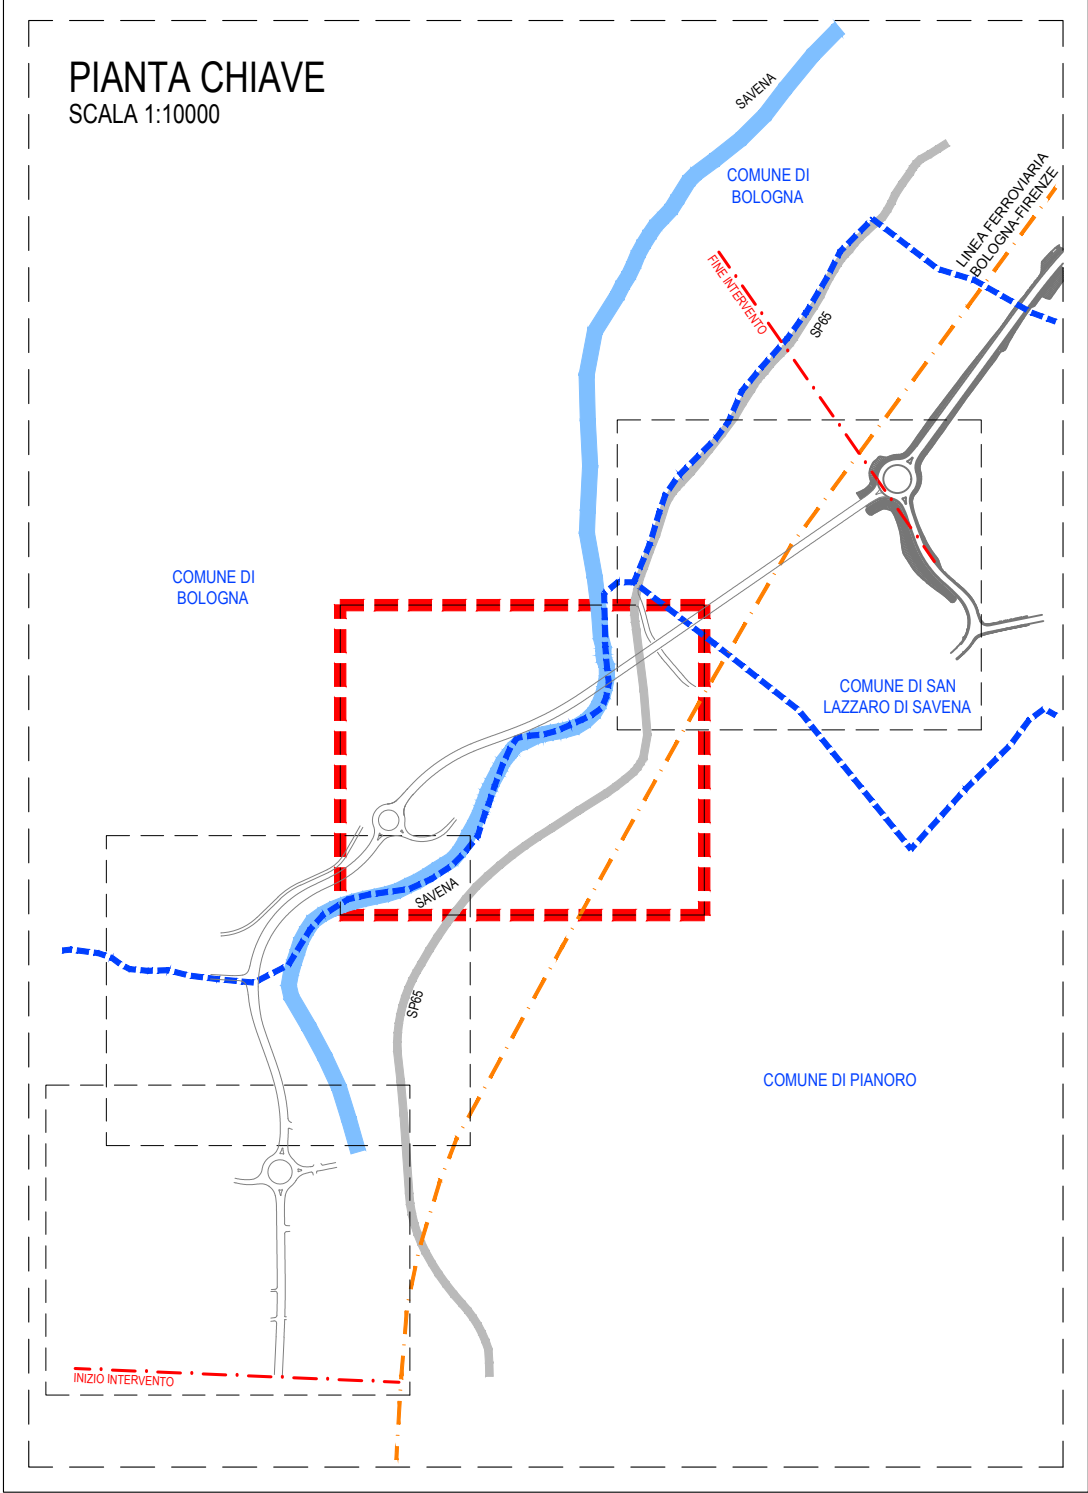 PIANTA CHIAVE
SCALA 1:10000
SAVENA
COMUNE DI
BOLOGNA
LINEA FERROVIARIA
BOLOGNA-FIRENZE
FINE INTERVENTO
SP65
COMUNE DI
BOLOGNA
COMUNE DI SAN
LAZZARO DI SAVENA
SAVENA
SP65
COMUNE DI PIANORO
INIZIO INTERVENTO